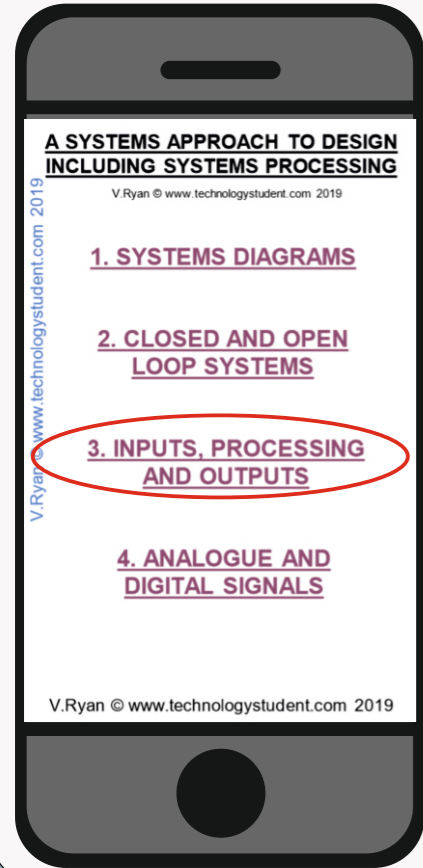 A SYSTEMS APPROACH TO DESIGN
INCLUDING SYSTEMS PROCESSING
V.Ryan © www.technologystudent.com 2019
V.Ryan © www.technologystudent.com 2019
1. SYSTEMS DIAGRAMS
2. CLOSED AND OPEN
LOOP SYSTEMS
3. INPUTS, PROCESSING
AND OUTPUTS
4. ANALOGUE AND
DIGITAL SIGNALS
V.Ryan © www.technologystudent.com 2019